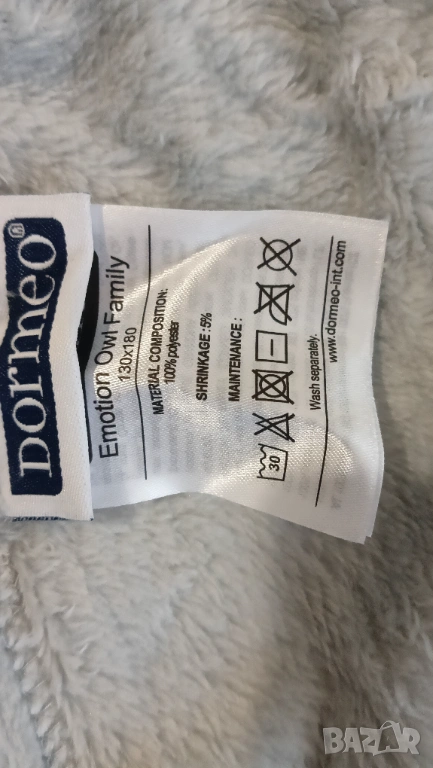 DORMEO®
Emotion Owl Family
130x180
MATERIAL COMPOSITION:
100% polyester
SHRINKAGE: 5%
MAINTENANCE:
30
Wash separately.
www.dormeo-int.com
BAZAR